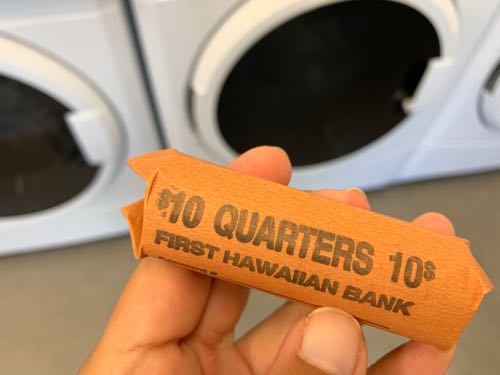 $10 QUARTERS 10$
FIRST HAWAIIAN BANK